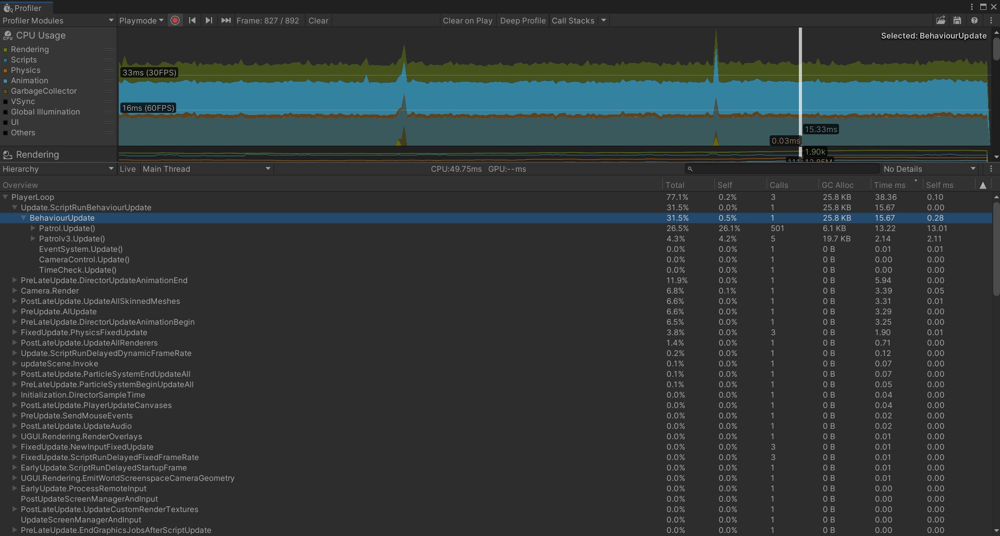 Profiler
Profiler Modules
Playmode
Frame: 827 / 892
Clear
Clear on Play
Deep Profile
Call Stacks
CPU Usage
Selected: BehaviourUpdate
Rendering
Scripts
Physics
Animation
GarbageCollector
VSync
Global Illumination
UI
Others
33ms (30FPS)
16ms (60FPS)
15.33ms
0.03ms
Rendering
1.90k
Hierarchy
Live
Main Thread
CPU:49.75ms GPU:--ms
No Details
Overview Total Self Calls GC Alloc Time ms Self ms
PlayerLoop 77.1% 0.2% 3 25.8 KB 38.36 0.10
Update.ScriptRunBehaviourUpdate 31.5% 0.0% 1 25.8 KB 15.67 0.00
BehaviourUpdate 31.5% 0.5% 1 25.8 KB 15.67 0.28
Patrol.Update() 26.5% 26.1% 501 6.1 KB 13.22 13.01
Patrolv3.Update() 4.3% 4.2% 5 19.7 KB 2.14 2.11
EventSystem.Update() 0.0% 0.0% 1 0 B 0.01 0.01
CameraControl.Update() 0.0% 0.0% 1 0 B 0.00 0.00
TimeCheck.Update() 0.0% 0.0% 1 0 B 0.00 0.00
PreLateUpdate.DirectorUpdateAnimationEnd 11.9% 0.0% 1 0 B 5.94 0.00
Camera.Render 6.8% 0.1% 1 0 B 3.39 0.05
PostLateUpdate.UpdateAllSkinnedMeshes 6.6% 0.0% 1 0 B 3.31 0.01
PreUpdate.AIUpdate 6.6% 0.0% 1 0 B 3.29 0.00
PreLateUpdate.DirectorUpdateAnimationBegin 6.5% 0.0% 1 0 B 3.25 0.00
FixedUpdate.PhysicsFixedUpdate 3.8% 0.0% 3 0 B 1.90 0.01
PostLateUpdate.UpdateAllRenderers 1.4% 0.0% 1 0 B 0.71 0.00
Update.ScriptRunDelayedDynamicFrameRate 0.2% 0.0% 1 0 B 0.12 0.00
updateScene.Invoke 0.1% 0.0% 1 0 B 0.07 0.00
PostLateUpdate.ParticleSystemEndUpdateAll 0.1% 0.0% 1 0 B 0.07 0.00
PreLateUpdate.ParticleSystemBeginUpdateAll 0.1% 0.0% 1 0 B 0.05 0.00
Initialization.DirectorSampleTime 0.0% 0.0% 1 0 B 0.04 0.00
PostLateUpdate.PlayerUpdateCanvases 0.0% 0.0% 1 0 B 0.04 0.00
PreUpdate.SendMouseEvents 0.0% 0.0% 1 0 B 0.02 0.00
PostLateUpdate.UpdateAudio 0.0% 0.0% 1 0 B 0.02 0.00
UGUI.Rendering.RenderOverlays 0.0% 0.0% 1 0 B 0.01 0.00
FixedUpdate.NewInputFixedUpdate 0.0% 0.0% 3 0 B 0.01 0.00
FixedUpdate.ScriptRunDelayedFixedFrameRate 0.0% 0.0% 3 0 B 0.01 0.00
EarlyUpdate.ScriptRunDelayedStartupFrame 0.0% 0.0% 1 0 B 0.01 0.00
UGUI.Rendering.EmitWorldScreenspaceCameraGeometry 0.0% 0.0% 1 0 B 0.01 0.00
EarlyUpdate.ProcessRemoteInput 0.0% 0.0% 1 0 B 0.00 0.00
PostUpdateScreenManagerAndInput 0.0% 0.0% 1 0 B 0.00 0.00
PostLateUpdate.UpdateCustomRenderTextures 0.0% 0.0% 1 0 B 0.00 0.00
UpdateScreenManagerAndInput 0.0% 0.0% 1 0 B 0.00 0.00
PreLateUpdate.EndGraphicsJobsAfterScriptUpdate 0.0% 0.0% 1 0 B 0.00 0.00